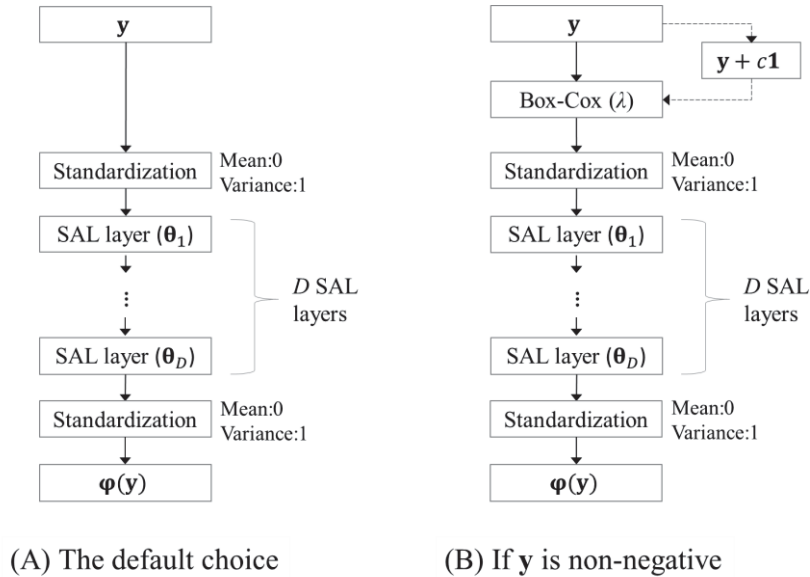 y
Standardization
Mean:0
Variance:1
SAL layer (θ₁)
⋮
D SAL
layers
SAL layer (θ_D)
Standardization
Mean:0
Variance:1
φ(y)
(A) The default choice
y
y + c1
Box-Cox (λ)
Standardization
Mean:0
Variance:1
SAL layer (θ₁)
⋮
D SAL
layers
SAL layer (θ_D)
Standardization
Mean:0
Variance:1
φ(y)
(B) If y is non-negative